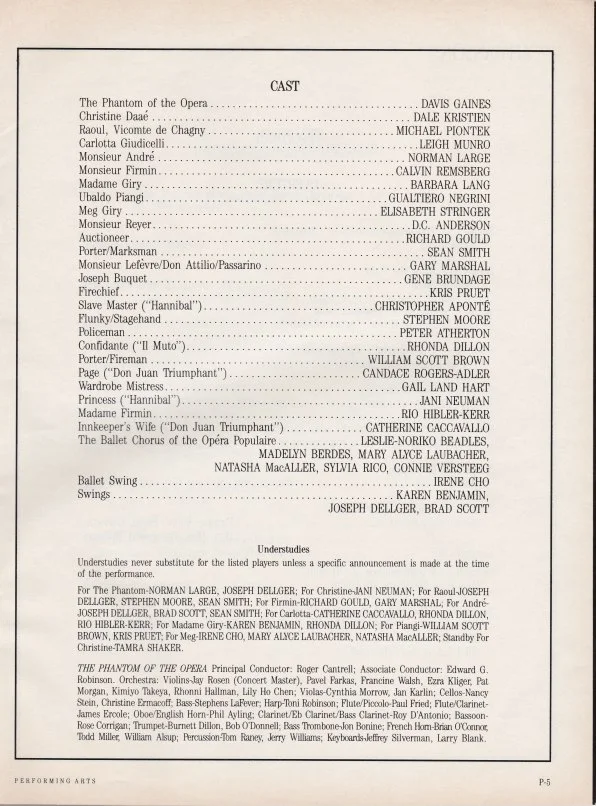 CAST
The Phantom of the Opera . . . . . . . . . . DAVIS GAINES
Christine Daaé . . . . . . . . . . DALE KRISTIEN
Raoul, Vicomte de Chagny . . . . . . . . . . MICHAEL PIONTEK
Carlotta Giudicelli . . . . . . . . . . LEIGH MUNRO
Monsieur André . . . . . . . . . . NORMAN LARGE
Monsieur Firmin . . . . . . . . . . CALVIN REMSBERG
Madame Giry . . . . . . . . . . BARBARA LANG
Ubaldo Piangi . . . . . . . . . . GUALTIERO NEGRINI
Meg Giry . . . . . . . . . . ELISABETH STRINGER
Monsieur Reyer . . . . . . . . . . D.C. ANDERSON
Auctioneer . . . . . . . . . . RICHARD GOULD
Porter/Marksman . . . . . . . . . . SEAN SMITH
Monsieur Lefévre/Don Attilio/Passarino . . . . . . . . . . GARY MARSHAL
Joseph Buquet . . . . . . . . . . GENE BRUNDAGE
Firechief . . . . . . . . . . KRIS PRUET
Slave Master ("Hannibal") . . . . . . . . . . CHRISTOPHER APONTÉ
Flunky/Stagehand . . . . . . . . . . STEPHEN MOORE
Policeman . . . . . . . . . . PETER ATHERTON
Confidante ("Il Muto") . . . . . . . . . . RHONDA DILLON
Porter/Fireman . . . . . . . . . . WILLIAM SCOTT BROWN
Page ("Don Juan Triumphant") . . . . . . . . . . CANDACE ROGERS-ADLER
Wardrobe Mistress . . . . . . . . . . GAIL LAND HART
Princess ("Hannibal") . . . . . . . . . . JANI NEUMAN
Madame Firmin . . . . . . . . . . RIO HIBLER-KERR
Innkeeper's Wife ("Don Juan Triumphant") . . . . . . . . . . CATHERINE CACCAVALLO
The Ballet Chorus of the Opéra Populaire . . . . . . . . . . LESLIE-NORIKO BEADLES,
MADELYN BERDES, MARY ALYCE LAUBACHER,
NATASHA MacALLER, SYLVIA RICO, CONNIE VERSTEEG
Ballet Swing . . . . . . . . . . IRENE CHO
Swings . . . . . . . . . . KAREN BENJAMIN,
JOSEPH DELLGER, BRAD SCOTT
Understudies
Understudies never substitute for the listed players unless a specific announcement is made at the time
of the performance.
For The Phantom-NORMAN LARGE, JOSEPH DELLGER; For Christine-JANI NEUMAN; For Raoul-JOSEPH
DELLGER, STEPHEN MOORE, SEAN SMITH; For Firmin-RICHARD GOULD, GARY MARSHAL; For André-
JOSEPH DELLGER, BRAD SCOTT, SEAN SMITH; For Carlotta-CATHERINE CACCAVALLO, RHONDA DILLON,
RIO HIBLER-KERR; For Madame Giry-KAREN BENJAMIN, RHONDA DILLON; For Piangi-WILLIAM SCOTT
BROWN, KRIS PRUET; For Meg-IRENE CHO, MARY ALYCE LAUBACHER, NATASHA MacALLER; Standby For
Christine-TAMRA SHAKER.
THE PHANTOM OF THE OPERA Principal Conductor: Roger Cantrell; Associate Conductor: Edward G.
Robinson. Orchestra: Violins-Jay Rosen (Concert Master), Pavel Farkas, Francine Walsh, Ezra Kliger, Pat
Morgan, Kimiyo Takeya, Rhonni Hallman, Lily Ho Chen; Violas-Cynthia Morrow, Jan Karlin; Cellos-Nancy
Stein, Christine Ermacoff; Bass-Stephens LaFever; Harp-Toni Robinson; Flute/Piccolo-Paul Fried; Flute/Clarinet-
James Ercole; Oboe/English Horn-Phil Ayling; Clarinet/Eb Clarinet/Bass Clarinet-Roy D'Antonio; Bassoon-
Rose Corrigan; Trumpet-Burnett Dillon, Bob O'Donnell; Bass Trombone-Jon Bonine; French Horn-Brian O'Connor,
Todd Miller, William Alsup; Percussion-Tom Raney, Jerry Williams; Keyboards-Jeffrey Silverman, Larry Blank.
PERFORMING ARTS
P-5